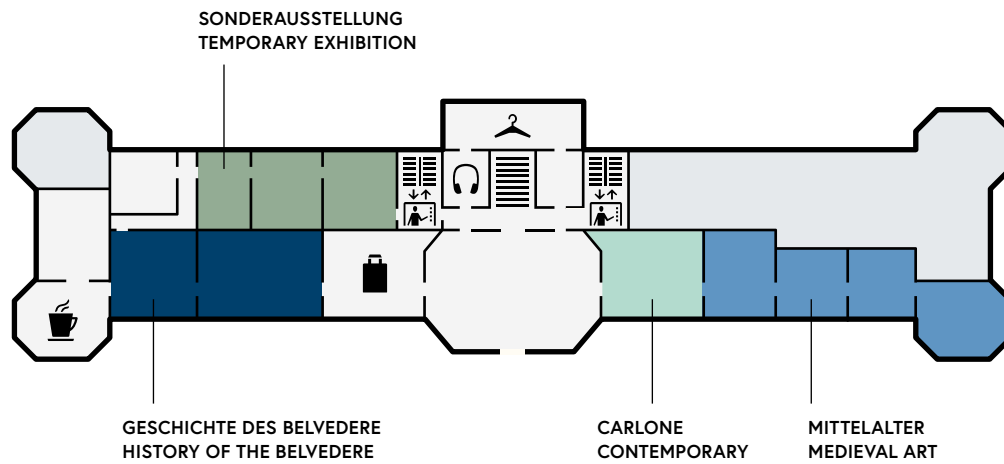 SONDERAUSSTELLUNG
TEMPORARY EXHIBITION
GESCHICHTE DES BELVEDERE
HISTORY OF THE BELVEDERE
CARLONE
CONTEMPORARY
MITTELALTER
MEDIEVAL ART